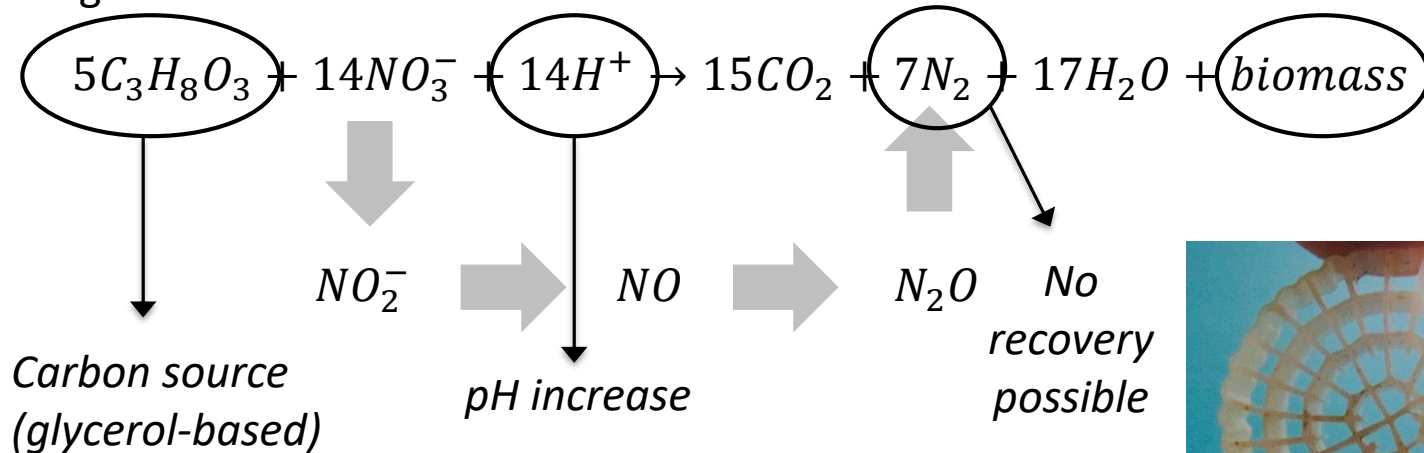 5C₃H₈O₃ + 14NO₃⁻ + 14H⁺ → 15CO₂ + 7N₂ + 17H₂O + biomass
NO₂⁻ NO N₂O No
recovery
possible
Carbon source
(glycerol-based)
pH increase